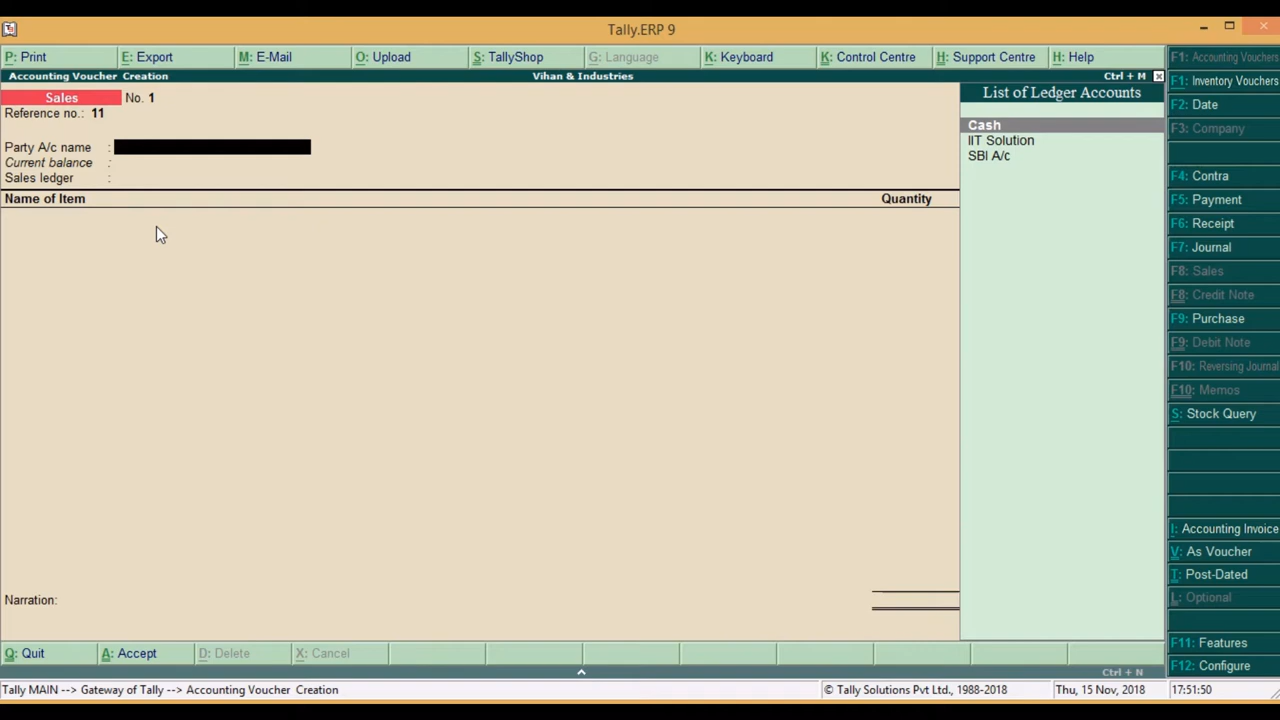 Tally.ERP 9
P: Print
E: Export
M: E-Mail
O: Upload
S: TallyShop
G: Language
K: Keyboard
K: Control Centre
H: Support Centre
H: Help
Accounting Voucher Creation
Vihan & Industries
Ctrl + M
Sales No. 1
Reference no.: 11
Party A/c name :
Current balance :
Sales ledger :
Name of Item
Quantity
Narration:
List of Ledger Accounts
Cash
IIT Solution
SBI A/c
F1: Accounting Vouchers
F1: Inventory Vouchers
F2: Date
F3: Company
F4: Contra
F5: Payment
F6: Receipt
F7: Journal
F8: Sales
F8: Credit Note
F9: Purchase
F9: Debit Note
F10: Reversing Journal
F10: Memos
S: Stock Query
I: Accounting Invoice
V: As Voucher
T: Post-Dated
L: Optional
F11: Features
F12: Configure
Q: Quit
A: Accept
D: Delete
X: Cancel
Ctrl + N
Tally MAIN --> Gateway of Tally --> Accounting Voucher Creation
© Tally Solutions Pvt Ltd., 1988-2018
Thu, 15 Nov, 2018
17:51:50